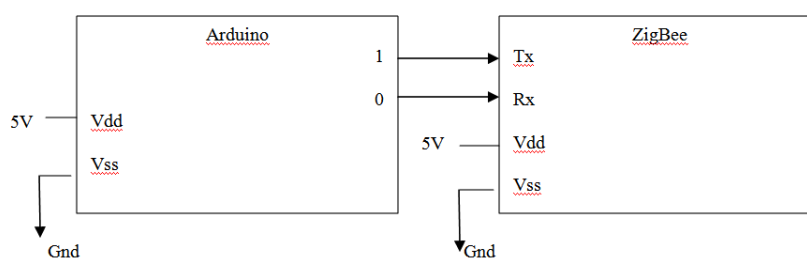 Arduino
1
0
5V
Vdd
Vss
Gnd
ZigBee
Tx
Rx
5V
Vdd
Vss
Gnd